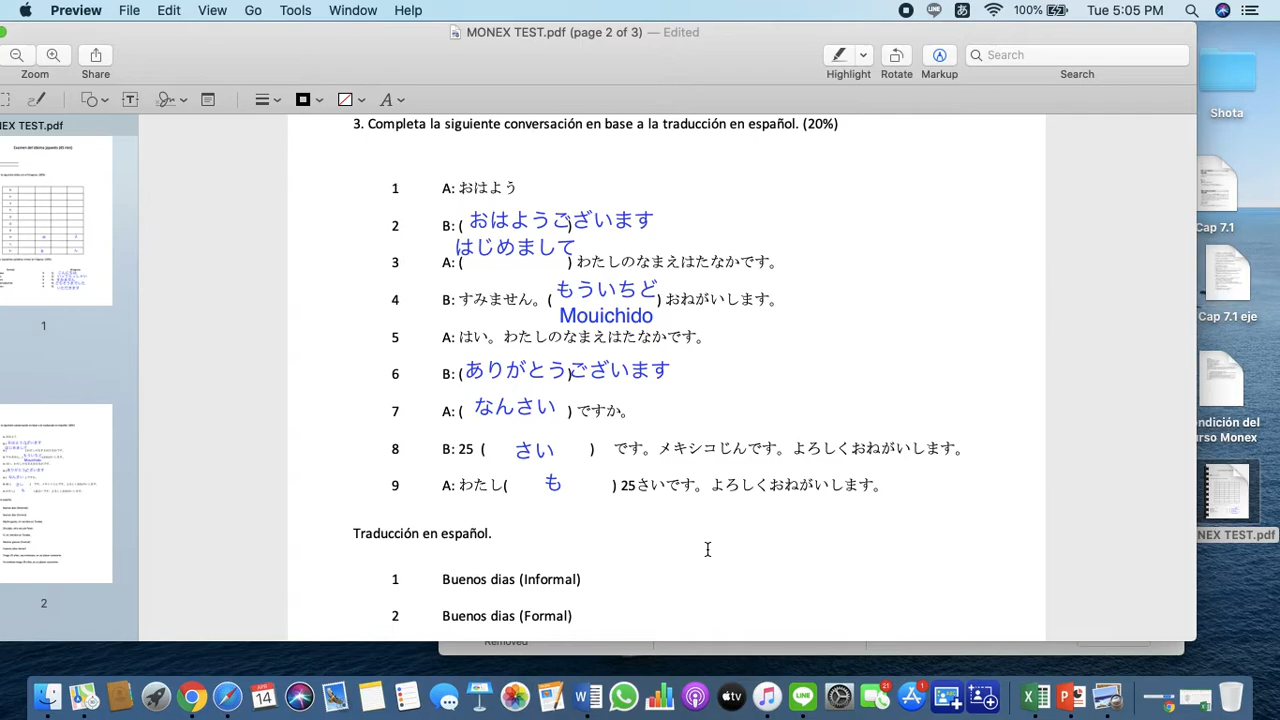 Preview File Edit View Go Tools Window Help 100% Tue 5:05 PM
MONEX TEST.pdf (page 2 of 3) — Edited
Search
Zoom Share Highlight Rotate Markup Search
EX TEST.pdf
3. Completa la siguiente conversación en base a la traducción en español. (20%)
1 A: おはよう
2 B: ( おはようございます )
はじめまして
3 A: ( ) わたしのなまえはたなかです。
4 B: すみません。( もういちど ) おねがいします。
Mouichido
5 A: はい。わたしのなまえはたなかです。
6 B: ( ありがとうございます )
7 A: ( なんさい ) ですか。
8 B: 25 ( さい ) です。メキシコじんです。よろしくおねがいします。
9 A: わたし( も ) 25さいです。よろしくおねがいします。
Traducción en español.
1 Buenos dias (Informal)
2 Buenos dias (Formal)
1
2
Removed
Shota
Cap 7.1
Cap 7.1 eje
ndición del
urso Monex
NEX TEST.pdf
APR
14
21
1